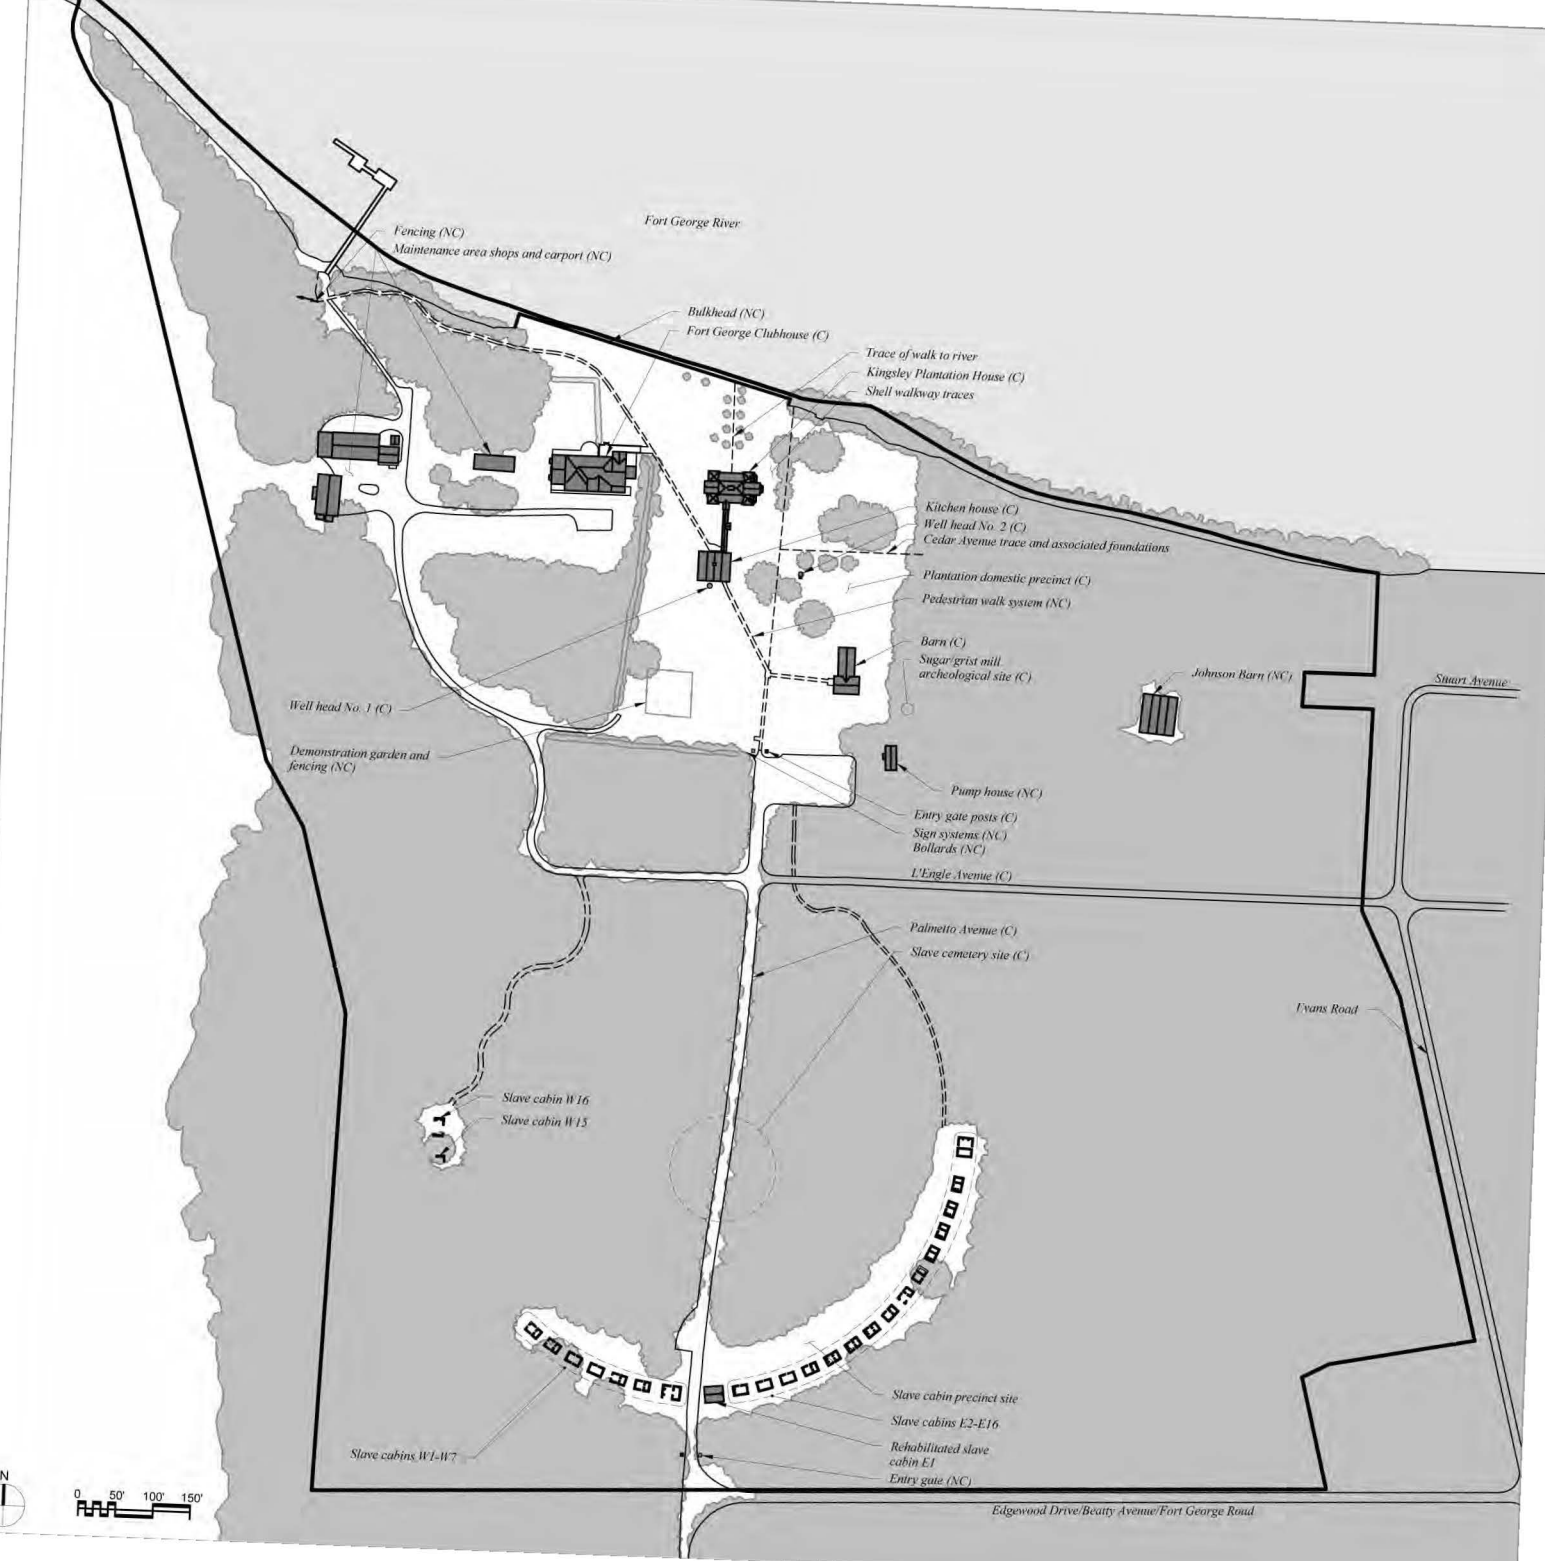 Fort George River
Fencing (NC)
Maintenance area shops and carport (NC)
Bulkhead (NC)
Fort George Clubhouse (C)
Trace of walk to river
Kingsley Plantation House (C)
Shell walkway traces
Kitchen house (C)
Well head No. 2 (C)
Cedar Avenue trace and associated foundations
Plantation domestic precinct (C)
Pedestrian walk system (NC)
Barn (C)
Sugar/grist mill
archeological site (C)
Johnson Barn (NC)
Stuart Avenue
Well head No. 1 (C)
Demonstration garden and
fencing (NC)
Pump house (NC)
Entry gate posts (C)
Sign systems (NC)
Bollards (NC)
L'Engle Avenue (C)
Palmetto Avenue (C)
Slave cemetery site (C)
Evans Road
Slave cabin W16
Slave cabin W15
Slave cabin precinct site
Slave cabins E2-E16
Rehabilitated slave
cabin E1
Entry gate (NC)
Slave cabins W1-W7
Edgewood Drive/Beatty Avenue/Fort George Road
N
0 50' 100' 150'